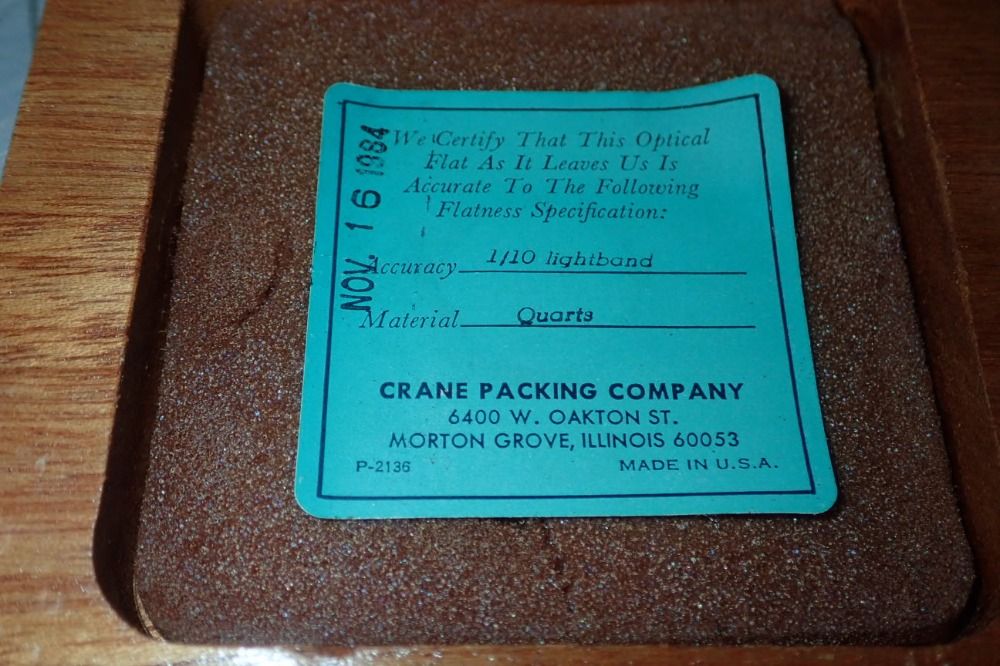 NOV. 16 1984
We Certify That This Optical
Flat As It Leaves Us Is
Accurate To The Following
Flatness Specification:
Accuracy 1/10 lightband
Material Quarts
CRANE PACKING COMPANY
6400 W. OAKTON ST.
MORTON GROVE, ILLINOIS 60053
P-2136 MADE IN U.S.A.